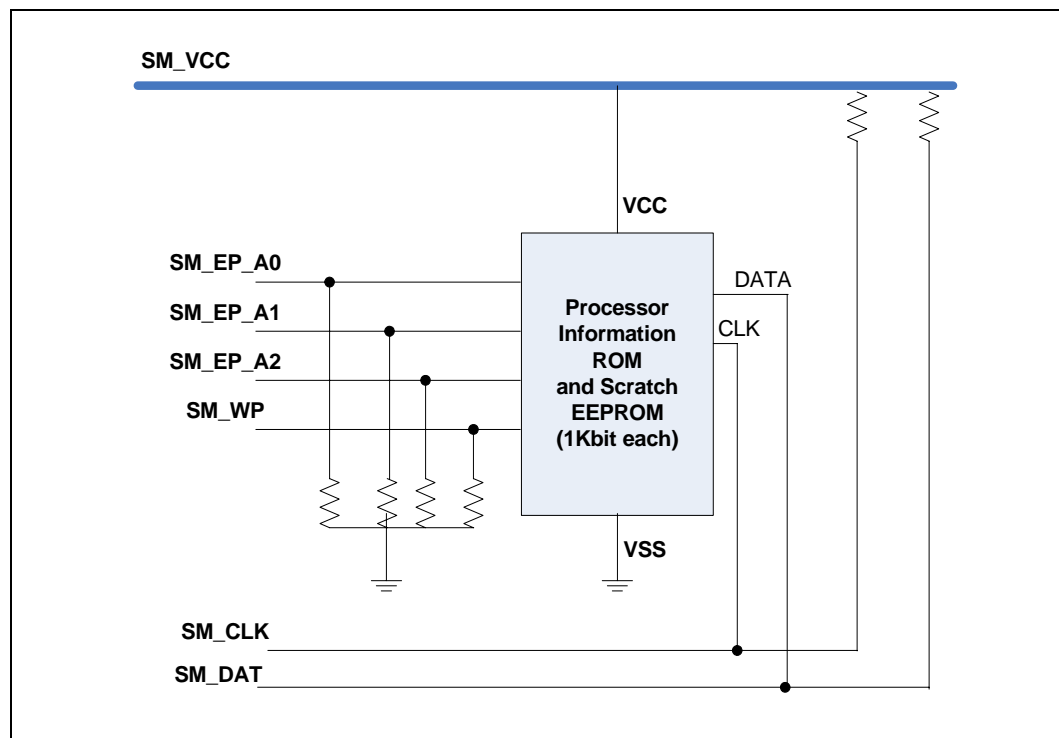 SM_VCC
VCC
SM_EP_A0
SM_EP_A1
SM_EP_A2
SM_WP
Processor
Information
ROM
and Scratch
EEPROM
(1Kbit each)
DATA
CLK
VSS
SM_CLK
SM_DAT